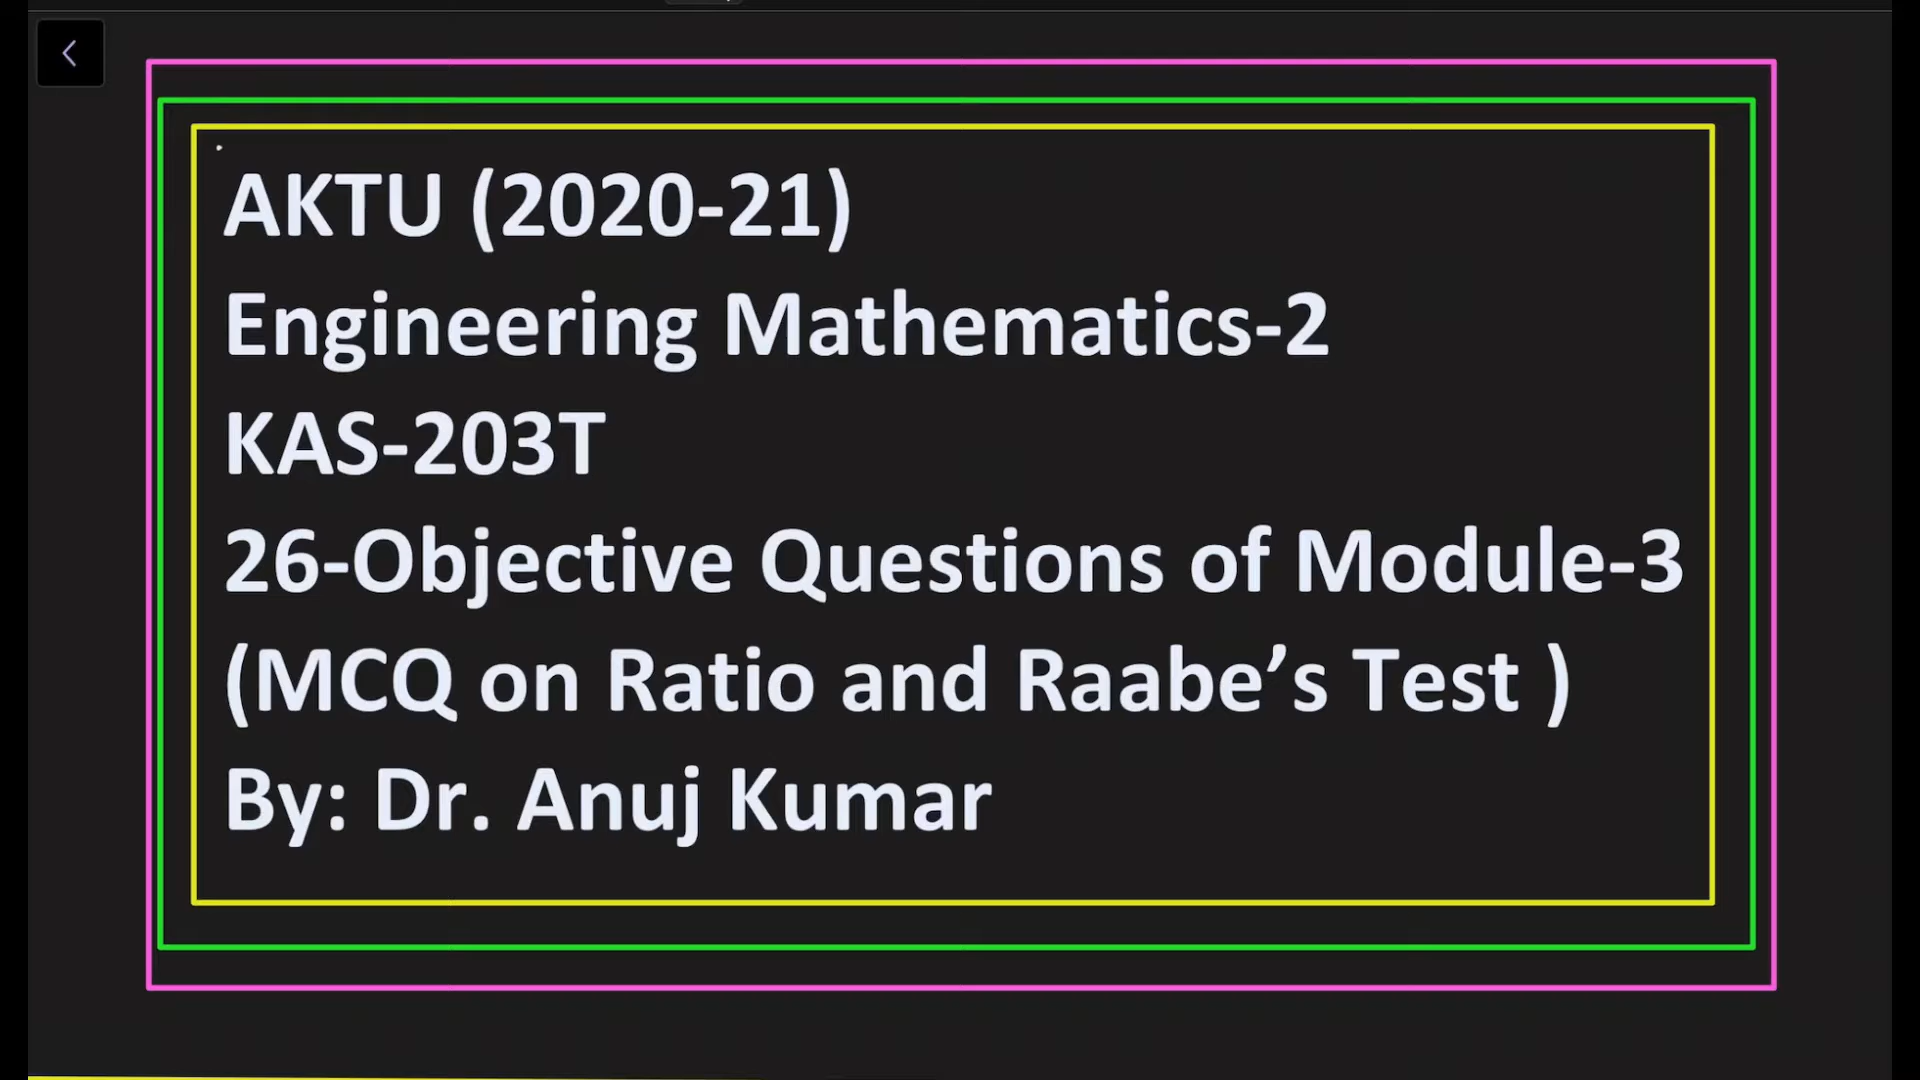 AKTU (2020-21)
Engineering Mathematics-2
KAS-203T
26-Objective Questions of Module-3
(MCQ on Ratio and Raabe’s Test )
By: Dr. Anuj Kumar